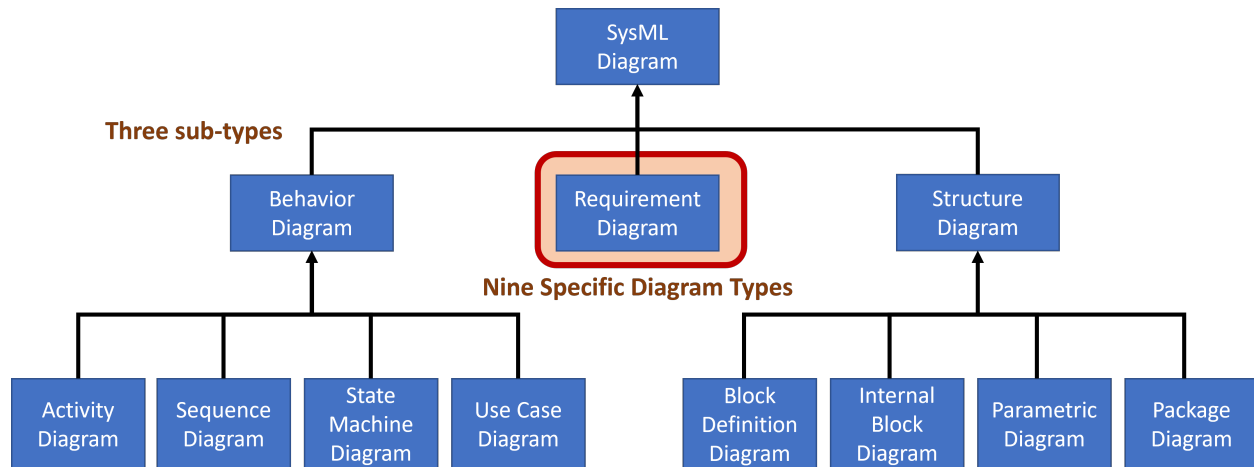 SysML
Diagram
Three sub-types
Behavior
Diagram
Requirement
Diagram
Structure
Diagram
Nine Specific Diagram Types
Activity
Diagram
Sequence
Diagram
State
Machine
Diagram
Use Case
Diagram
Block
Definition
Diagram
Internal
Block
Diagram
Parametric
Diagram
Package
Diagram